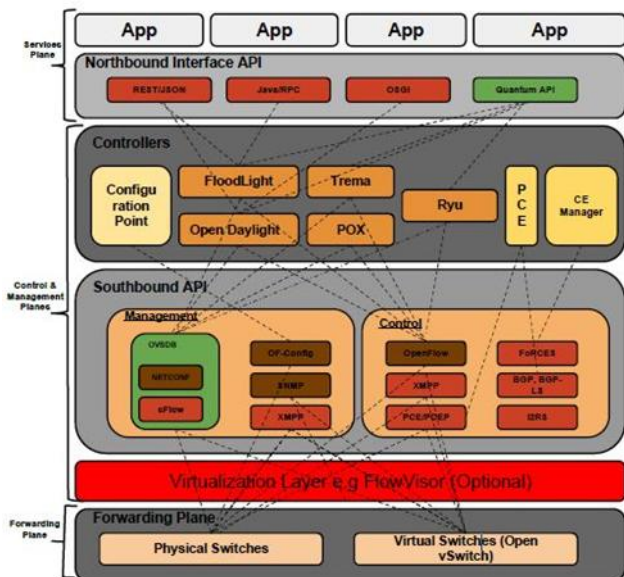 App
App
App
App
Services
Plane
Northbound Interface API
REST/JSON
Java/RPC
OSGI
Quantum API
Controllers
Configu
ration
Point
FloodLight
Trema
Open Daylight
POX
Ryu
P
C
E
CE
Manager
Control &
Management
Planes
Southbound API
Management
OVSDB
NETCONF
sFlow
OF-Config
SNMP
XMPP
Control
OpenFlow
XMPP
PCE/PCEP
FoRCES
BGP, BGP-
LS
I2RS
Virtualization Layer e.g FlowVisor (Optional)
Forwarding
Plane
Forwarding Plane
Physical Switches
Virtual Switches (Open
vSwitch)